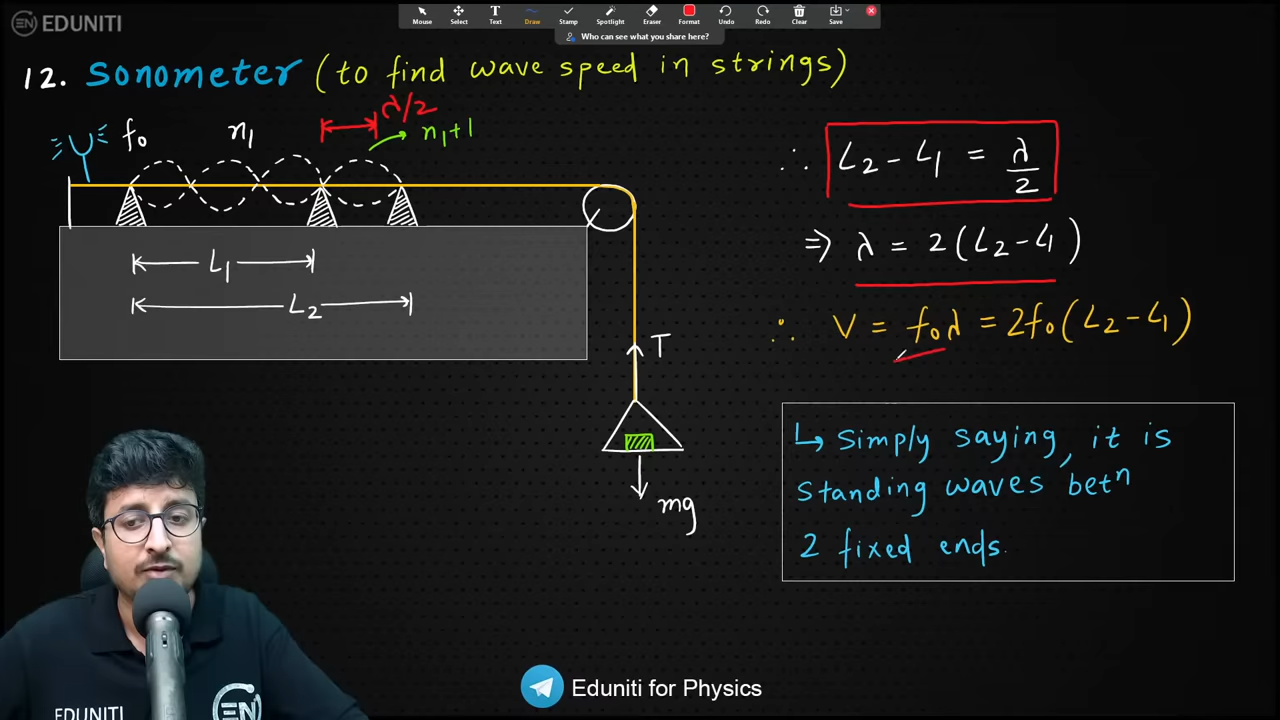 EDUNITI
Mouse Select Text Draw Stamp Spotlight Eraser Format Undo Redo Clear Save
Who can see what you share here?
12. Sonometer (to find wave speed in strings)
λ/2
f₀ n₁ n₁+1
∴ L₂ - L₁ = λ/2
⇒ λ = 2(L₂-L₁)
L₁
L₂
∴ V = f₀λ = 2f₀(L₂-L₁)
T
↳ Simply saying, it is
standing waves betⁿ
2 fixed ends.
mg
Eduniti for Physics
EDUNITI